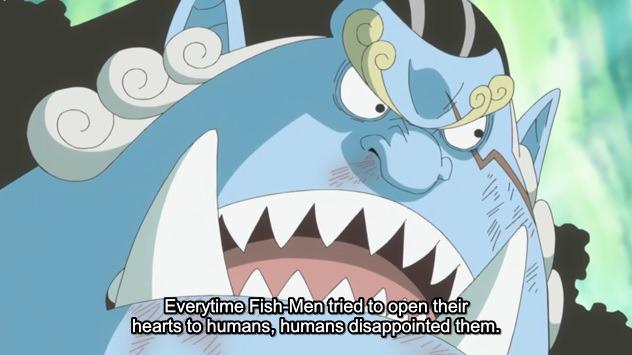 Everytime Fish-Men tried to open their
hearts to humans, humans disappointed them.